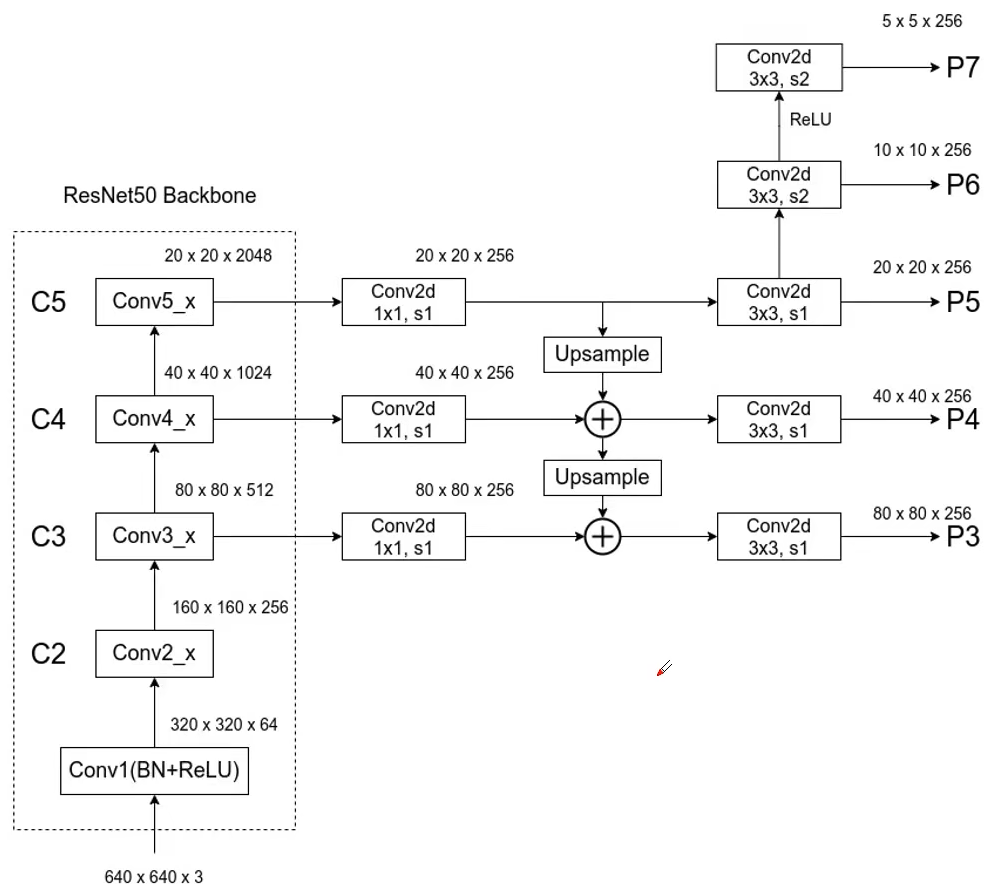 5 x 5 x 256
Conv2d
3x3, s2
P7
ReLU
10 x 10 x 256
Conv2d
3x3, s2
P6
ResNet50 Backbone
20 x 20 x 2048
20 x 20 x 256
20 x 20 x 256
C5
Conv5_x
Conv2d
1x1, s1
Conv2d
3x3, s1
P5
Upsample
40 x 40 x 1024
40 x 40 x 256
40 x 40 x 256
C4
Conv4_x
Conv2d
1x1, s1
Conv2d
3x3, s1
P4
Upsample
80 x 80 x 512
80 x 80 x 256
80 x 80 x 256
C3
Conv3_x
Conv2d
1x1, s1
Conv2d
3x3, s1
P3
160 x 160 x 256
C2
Conv2_x
320 x 320 x 64
Conv1(BN+ReLU)
640 x 640 x 3